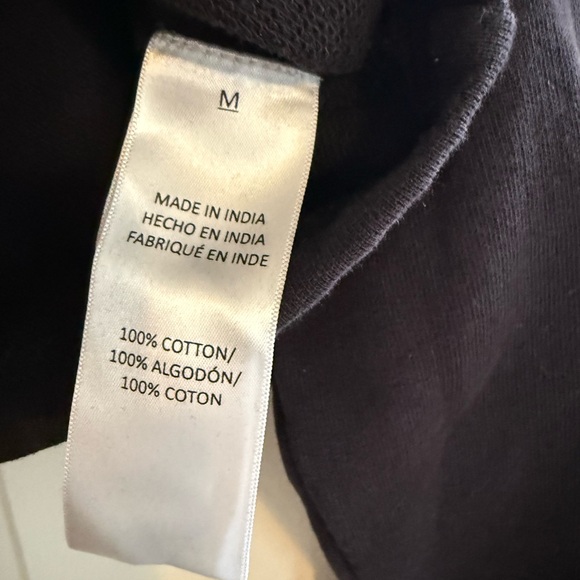 M
MADE IN INDIA
HECHO EN INDIA
FABRIQUÉ EN INDE
100% COTTON/
100% ALGODÓN/
100% COTON